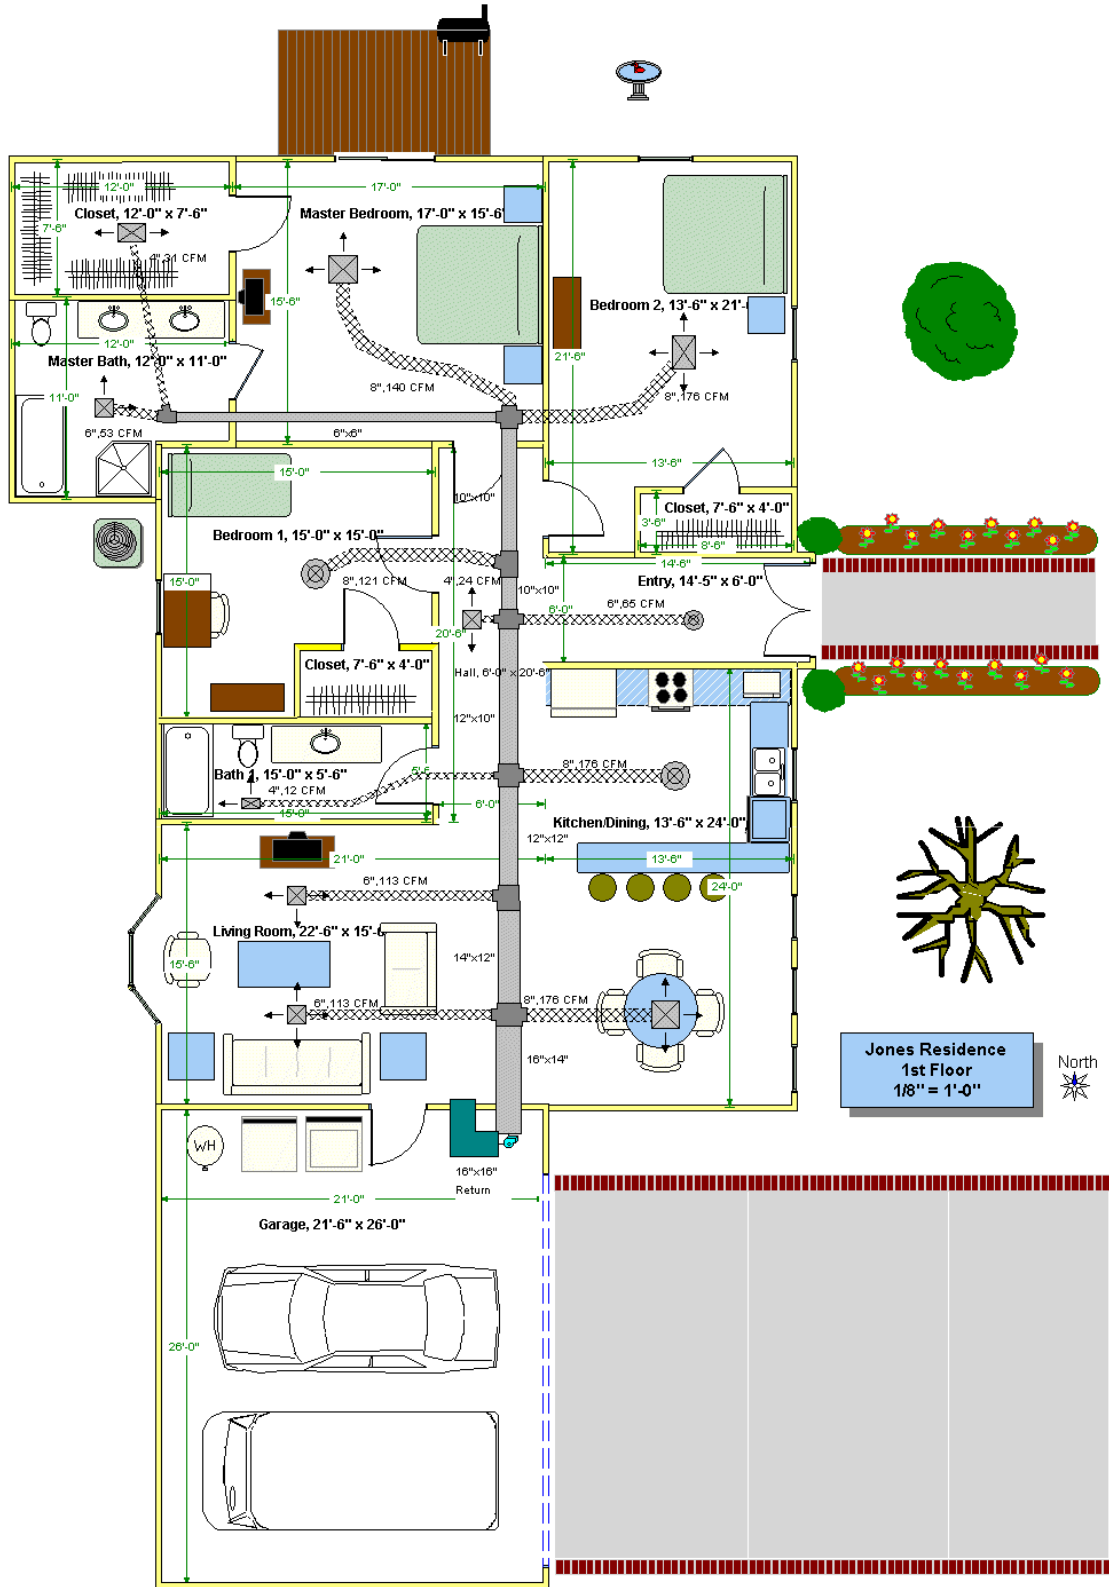 12'-0"
17'-0"
Closet, 12'-0" x 7'-6"
Master Bedroom, 17'-0" x 15'-6"
7'-6"
4",31 CFM
15'-6"
Bedroom 2, 13'-6" x 21'-
12'-0"
Master Bath, 12'-0" x 11'-0"
21'-6"
11'-0"
8",140 CFM
8",176 CFM
6",53 CFM
6"x6"
15'-0"
13'-6"
10"x10"
Closet, 7'-6" x 4'-0"
3'-6"
Bedroom 1, 15'-0" x 15'-0"
8'-6"
14'-6"
15'-0"
8",121 CFM
4",24 CFM
10"x10"
Entry, 14'-5" x 6'-0"
6",65 CFM
6'-0"
20'-6"
Closet, 7'-6" x 4'-0"
Hall, 6'-0" x 20'-6"
12"x10"
Bath 1, 15'-0" x 5'-6"
5'-6
8",176 CFM
4",12 CFM
15'-0"
6'-0"
Kitchen/Dining, 13'-6" x 24'-0"
12"x12"
21'-0"
13'-6"
6",113 CFM
24'-0"
Living Room, 22'-6" x 15'-6
15'-6"
14"x12"
6",113 CFM
8",176 CFM
16"x14"
Jones Residence
1st Floor
1/8" = 1'-0"
North
WH
16"x16"
Return
21'-0"
Garage, 21'-6" x 26'-0"
26'-0"